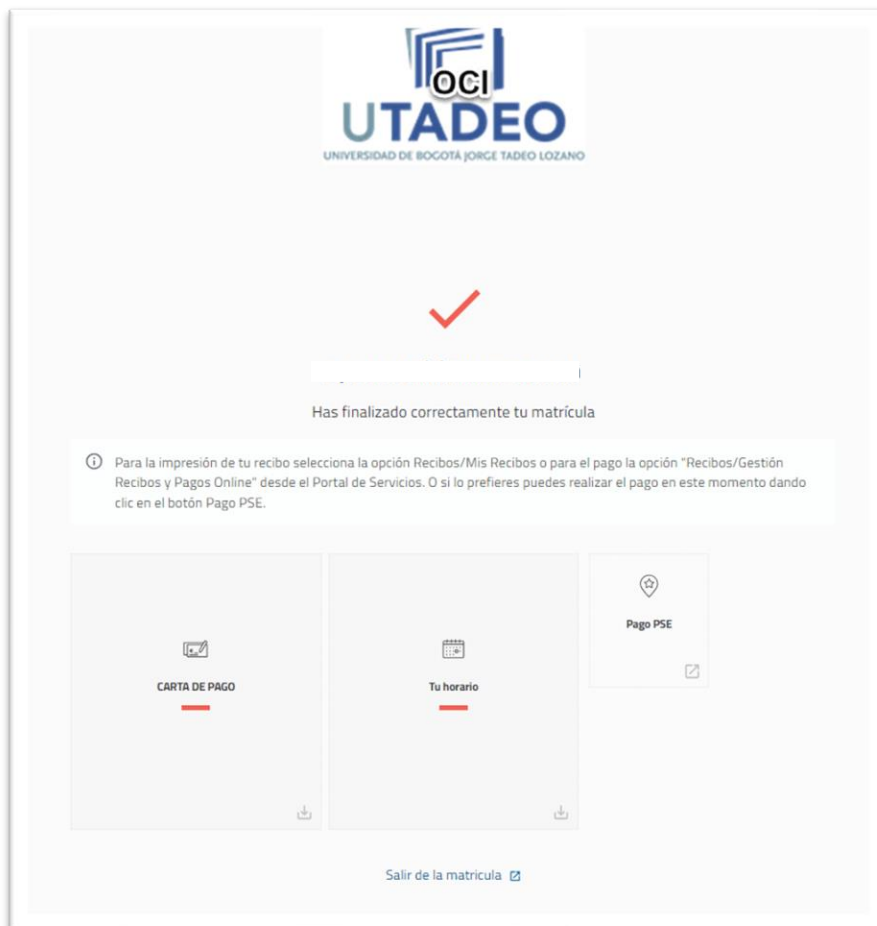 OCI
UTADEO
UNIVERSIDAD DE BOGOTÁ JORGE TADEO LOZANO
Has finalizado correctamente tu matrícula
Para la impresión de tu recibo selecciona la opción Recibos/Mis Recibos o para el pago la opción "Recibos/Gestión
Recibos y Pagos Online" desde el Portal de Servicios. O si lo prefieres puedes realizar el pago en este momento dando
clic en el botón Pago PSE.
CARTA DE PAGO
Tu horario
Pago PSE
Salir de la matricula